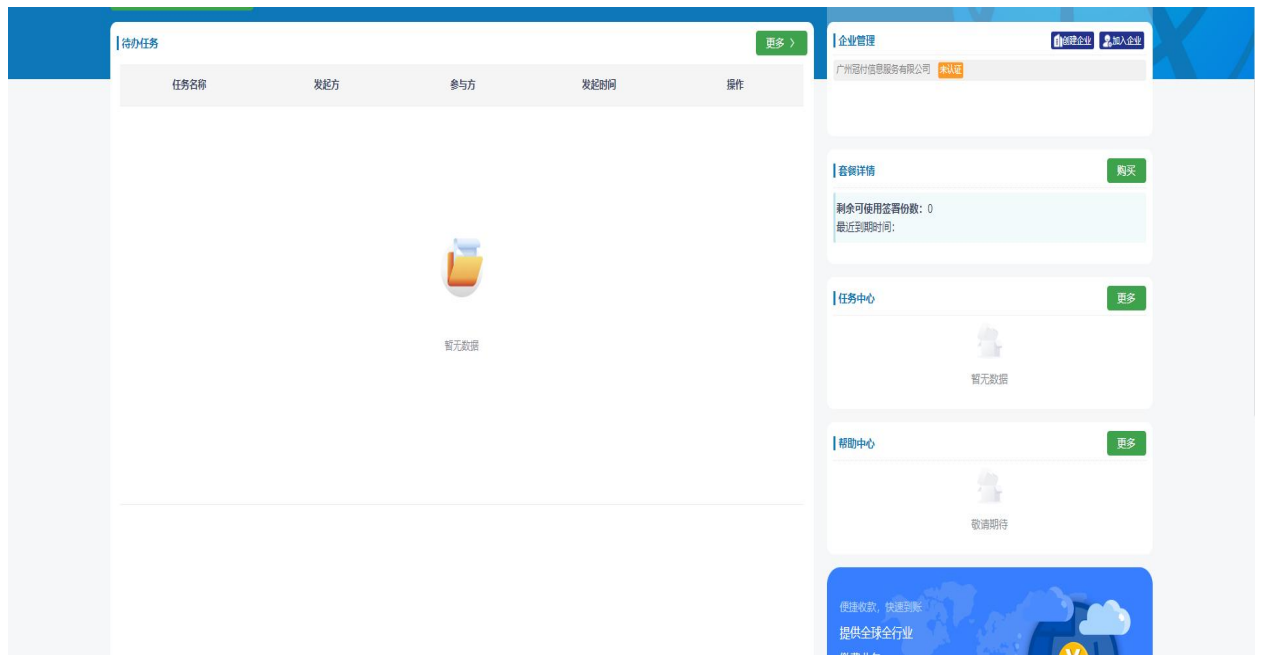 待办任务
更多 〉
任务名称 发起方 参与方 发起时间 操作
暂无数据
企业管理
创建企业 加入企业
广州冠付信息服务有限公司 未认证
套餐详情
购买
剩余可使用签署份数：0
最近到期时间：
任务中心
更多
暂无数据
帮助中心
更多
敬请期待
便捷收款，快速到账
提供全球全行业